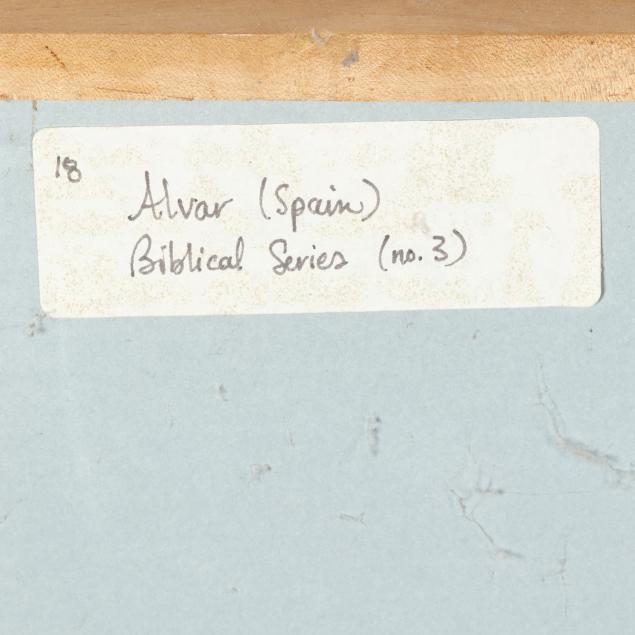 18
Alvar (Spain)
Biblical Series (no. 3)